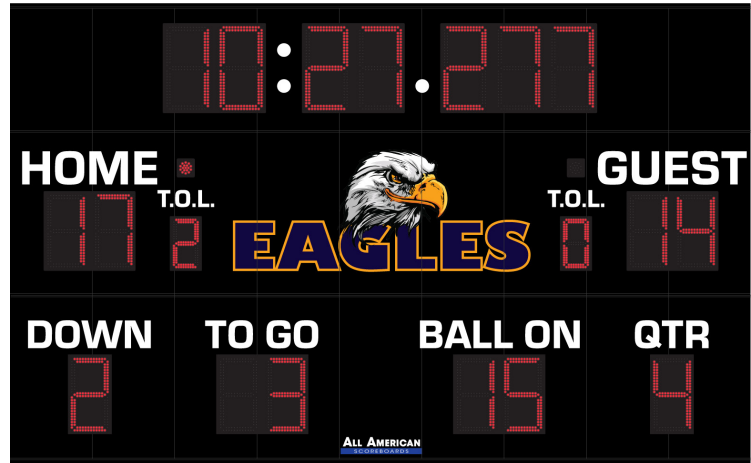 10:27.277
HOME GUEST
T.O.L. T.O.L.
17 2 EAGLES 0 14
DOWN TO GO BALL ON QTR
2 3 15 4
ALL AMERICAN
SCOREBOARDS